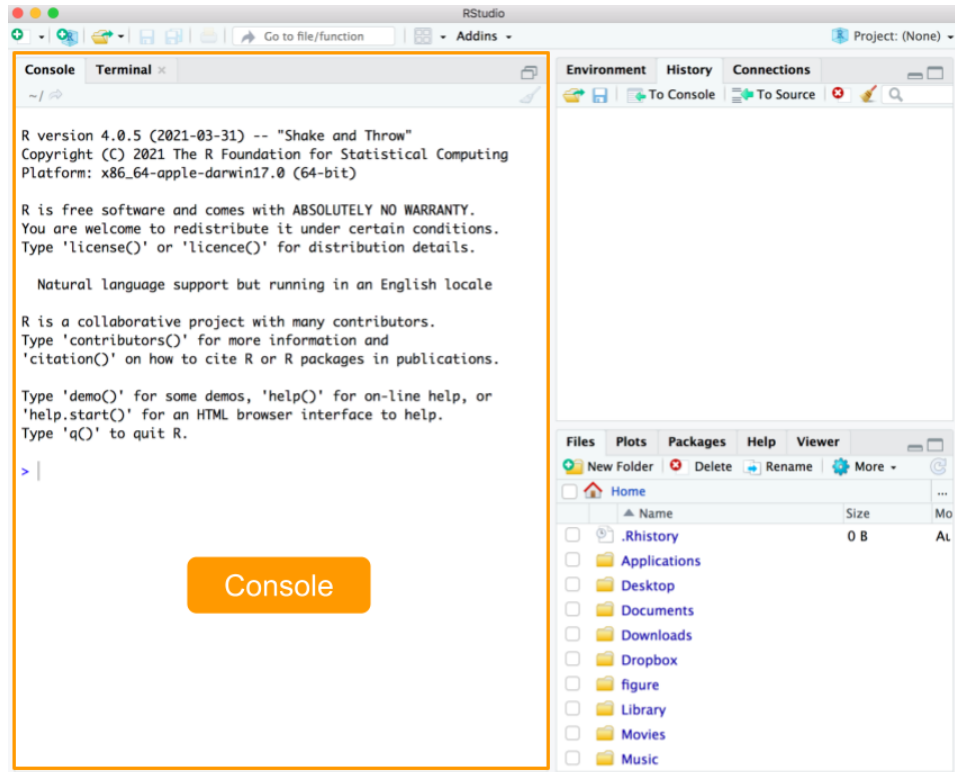 RStudio
Go to file/function Addins Project: (None)
Console Terminal
~/
R version 4.0.5 (2021-03-31) -- "Shake and Throw"
Copyright (C) 2021 The R Foundation for Statistical Computing
Platform: x86_64-apple-darwin17.0 (64-bit)
R is free software and comes with ABSOLUTELY NO WARRANTY.
You are welcome to redistribute it under certain conditions.
Type 'license()' or 'licence()' for distribution details.
Natural language support but running in an English locale
R is a collaborative project with many contributors.
Type 'contributors()' for more information and
'citation()' on how to cite R or R packages in publications.
Type 'demo()' for some demos, 'help()' for on-line help, or
'help.start()' for an HTML browser interface to help.
Type 'q()' to quit R.
>
Console
Environment History Connections
To Console To Source
Files Plots Packages Help Viewer
New Folder Delete Rename More
Home ...
Name Size Mo
.Rhistory 0 B Au
Applications
Desktop
Documents
Downloads
Dropbox
figure
Library
Movies
Music